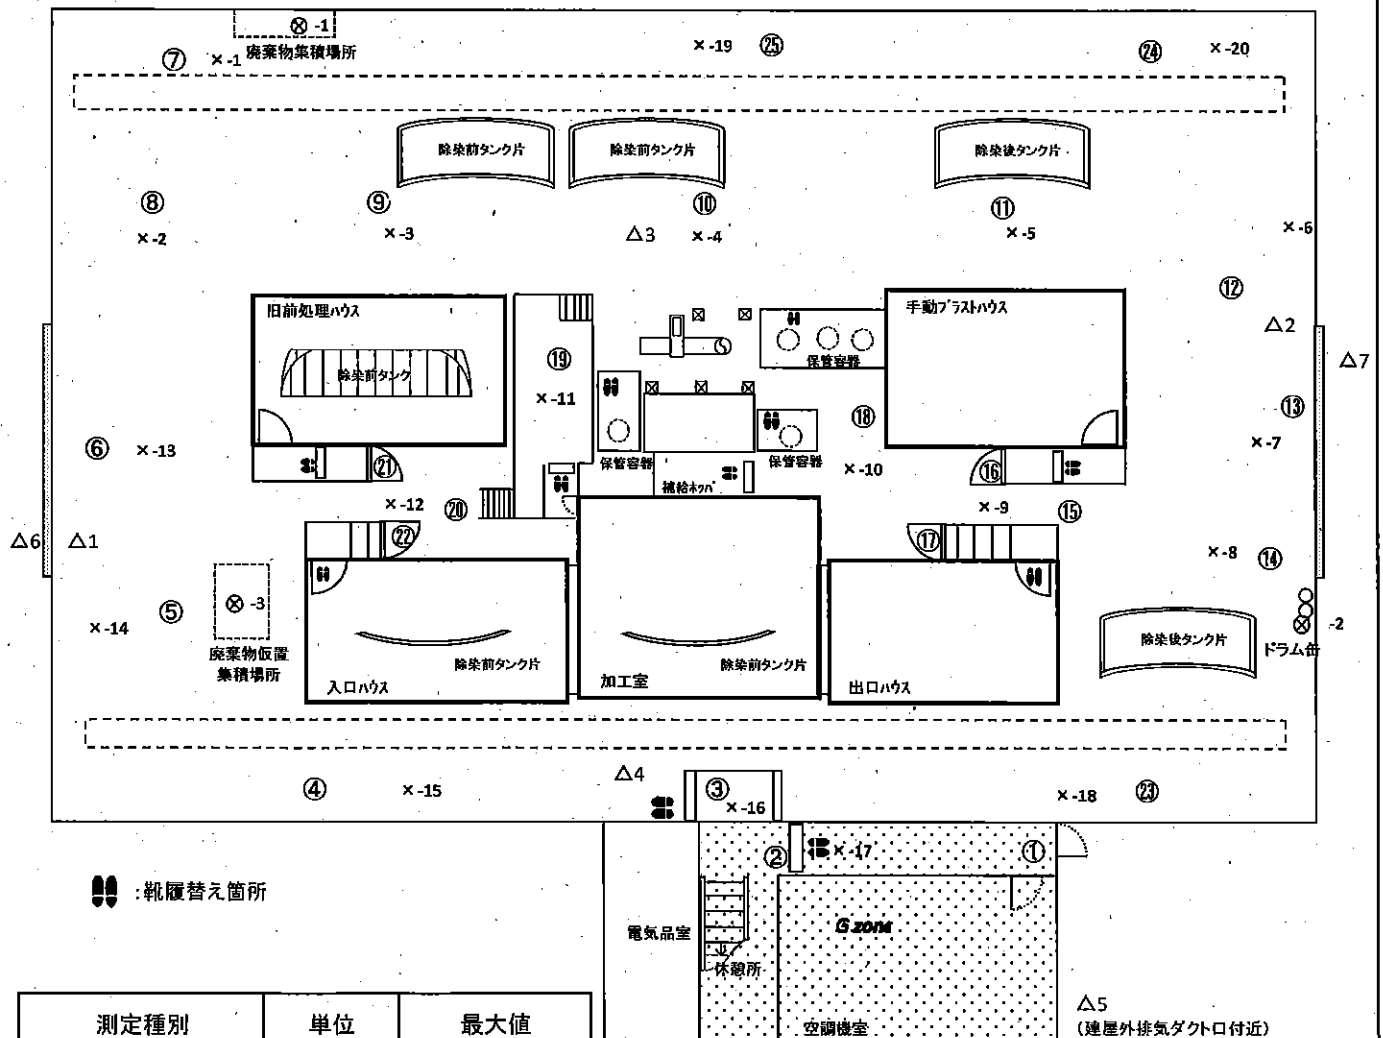 ⊗ -1
廃棄物集積場所
⑦ × -1
× -19 ㉕
㉔ × -20
除染前タンク片
除染前タンク片
除染後タンク片
⑧
⑨
⑩
⑪
× -2
× -3
△3 × -4
× -5
× -6
⑫
旧前処理ハウス
手動ブラストハウス
△2
△7
⑲
保管容器
除染前タンク
× -11
⑱
⑬
⑥ × -13
× -7
㉑
保管容器
保管容器
× -10
⑯
補給ホッパ
× -12 ⑳
× -9 ⑮
△6 △1
㉒
⑰
× -8 ⑭
⑤
⊗ -3
× -14
⊗ -2
ドラム缶
除染後タンク片
廃棄物仮置
集積場所
除染前タンク片
除染前タンク片
入口ハウス
加工室
出口ハウス
△4
④ × -15
③ × -16
× -18 ㉓
② × -17 ①
:靴履替え箇所
電気品室
G zone
休憩所
△5
(建屋外排気ダクト口付近)
空調機室
測定種別 単位 最大値